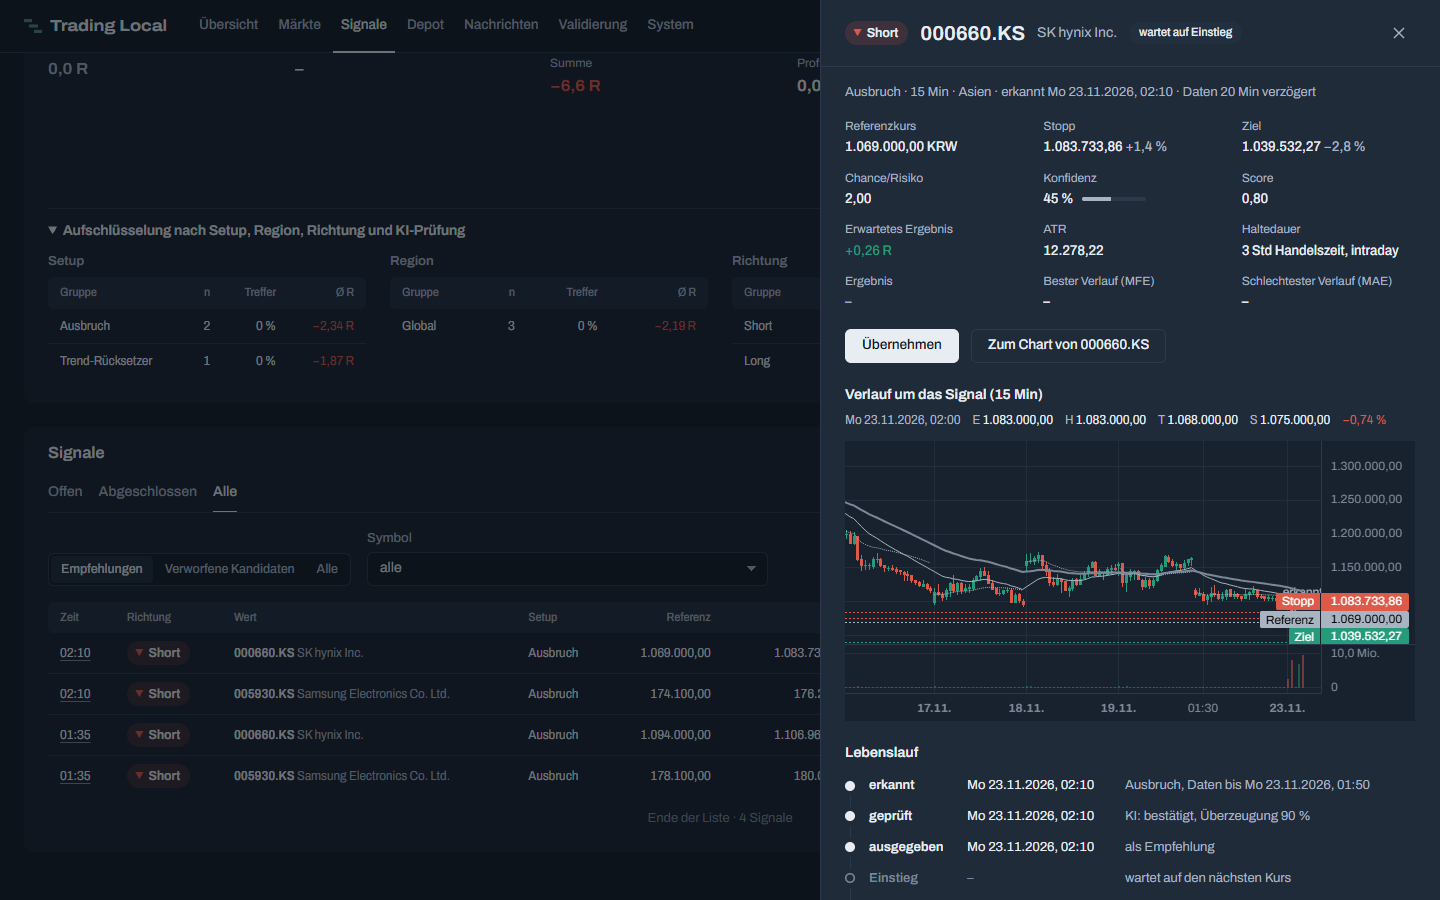 Trading Local
Übersicht
Märkte
Signale
Depot
Nachrichten
Validierung
System
0,0 R
–
Summe
−6,6 R
Prof
0,0
▼ Aufschlüsselung nach Setup, Region, Richtung und KI-Prüfung
Setup
Gruppe n Treffer Ø R
Ausbruch 2 0 % −2,34 R
Trend-Rücksetzer 1 0 % −1,87 R
Region
Gruppe n Treffer Ø R
Global 3 0 % −2,19 R
Richtung
Gruppe
Short
Long
Signale
Offen Abgeschlossen Alle
Empfehlungen Verworfene Kandidaten Alle
Symbol
alle
Zeit Richtung Wert Setup Referenz
02:10 ▼ Short 000660.KS SK hynix Inc. Ausbruch 1.069.000,00 1.083.73
02:10 ▼ Short 005930.KS Samsung Electronics Co. Ltd. Ausbruch 174.100,00 176.2
01:35 ▼ Short 000660.KS SK hynix Inc. Ausbruch 1.094.000,00 1.106.96
01:35 ▼ Short 005930.KS Samsung Electronics Co. Ltd. Ausbruch 178.100,00 180.0
Ende der Liste · 4 Signale
▼ Short 000660.KS SK hynix Inc. wartet auf Einstieg
Ausbruch · 15 Min · Asien · erkannt Mo 23.11.2026, 02:10 · Daten 20 Min verzögert
Referenzkurs
1.069.000,00 KRW
Stopp
1.083.733,86 +1,4 %
Ziel
1.039.532,27 −2,8 %
Chance/Risiko
2,00
Konfidenz
45 %
Score
0,80
Erwartetes Ergebnis
+0,26 R
ATR
12.278,22
Haltedauer
3 Std Handelszeit, intraday
Ergebnis
–
Bester Verlauf (MFE)
–
Schlechtester Verlauf (MAE)
–
Übernehmen
Zum Chart von 000660.KS
Verlauf um das Signal (15 Min)
Mo 23.11.2026, 02:00 E 1.083.000,00 H 1.083.000,00 T 1.068.000,00 S 1.075.000,00 −0,74 %
1.300.000,00
1.250.000,00
1.200.000,00
1.150.000,00
erkannt
Stopp 1.083.733,86
Referenz 1.069.000,00
Ziel 1.039.532,27
10,0 Mio.
0
17.11. 18.11. 19.11. 01:30 23.11.
Lebenslauf
erkannt Mo 23.11.2026, 02:10 Ausbruch, Daten bis Mo 23.11.2026, 01:50
geprüft Mo 23.11.2026, 02:10 KI: bestätigt, Überzeugung 90 %
ausgegeben Mo 23.11.2026, 02:10 als Empfehlung
Einstieg – wartet auf den nächsten Kurs